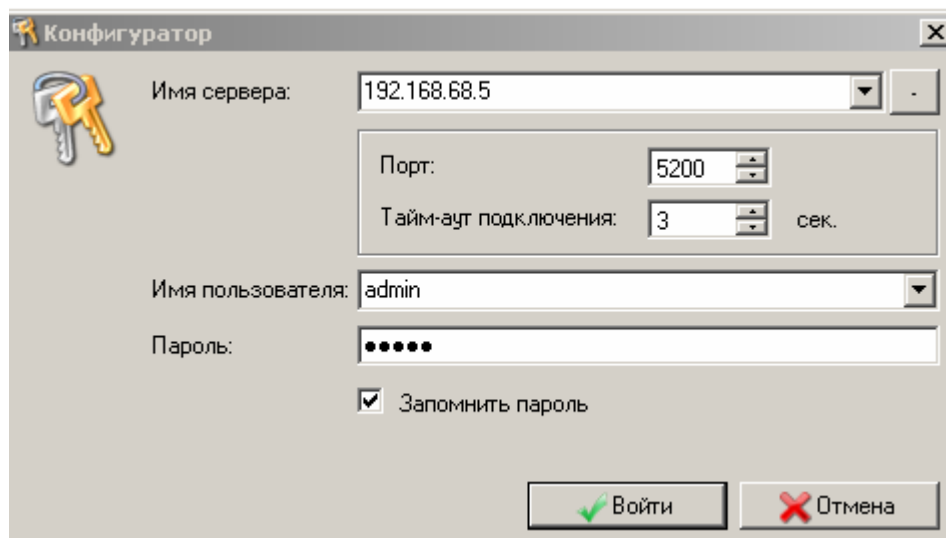 Конфигуратор
Имя сервера: 192.168.68.5 -
Порт: 5200
Тайм-аут подключения: 3 сек.
Имя пользователя: admin
Пароль: •••••
Запомнить пароль
Войти Отмена